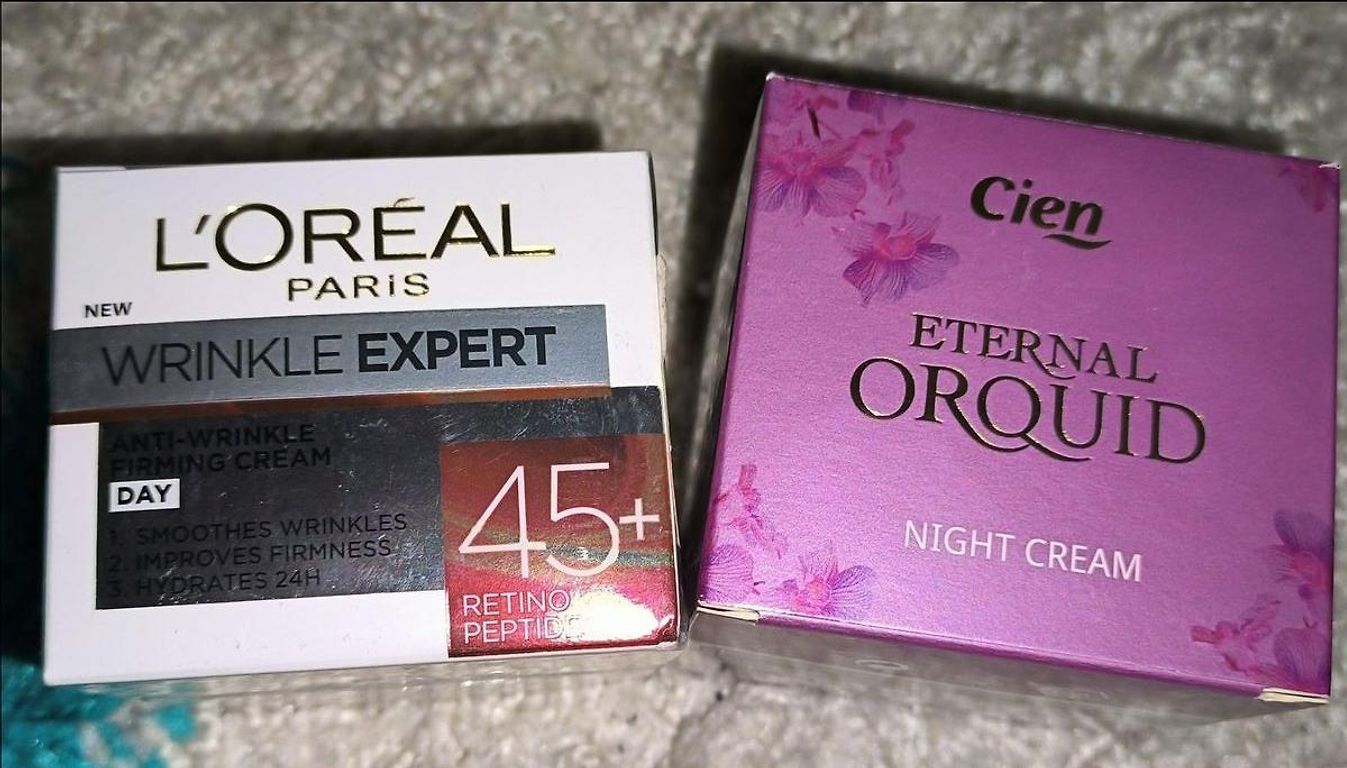 L'ORÉAL
PARiS
NEW
WRINKLE EXPERT
ANTI-WRINKLE
FIRMING CREAM
DAY
1. SMOOTHES WRINKLES
2. IMPROVES FIRMNESS
3. HYDRATES 24H
45+
Cien
ETERNAL
ORQUID
NIGHT CREAM